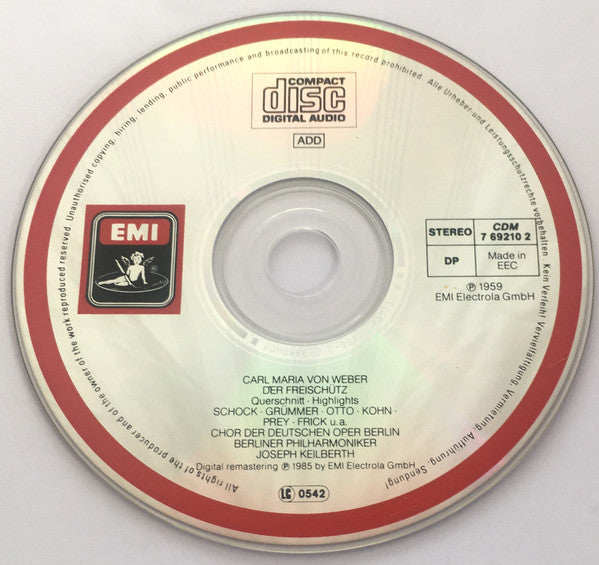 All rights of the producer and of the owner of the work reproduced reserved. Unauthorised copying, hiring, lending, public performance and broadcasting of this record prohibited. Alle Urheber- und Leistungsschutzrechte vorbehalten. Kein Verleih! Vervielfältigung, Vermietung, Aufführung, Sendung!
COMPACT
disc
DIGITAL AUDIO
ADD
EMI
STEREO
CDM
7 69210 2
DP
Made in
EEC
℗ 1959
EMI Electrola GmbH
CARL MARIA VON WEBER
DER FREISCHÜTZ
Querschnitt · Highlights
SCHOCK · GRÜMMER · OTTO · KOHN ·
PREY · FRICK u.a.
CHOR DER DEUTSCHEN OPER BERLIN
BERLINER PHILHARMONIKER
JOSEPH KEILBERTH
Digital remastering ℗ 1985 by EMI Electrola GmbH
LC 0542